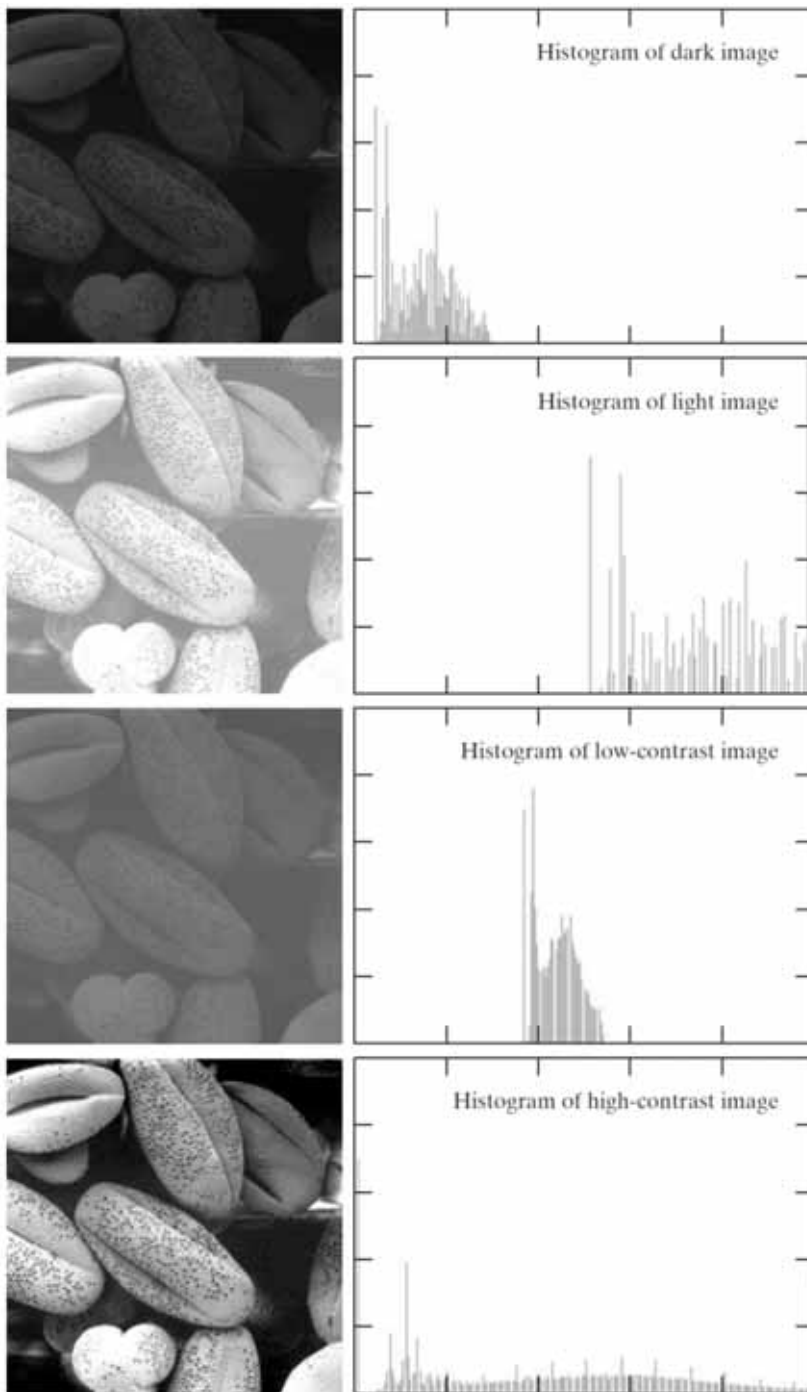 Histogram of dark image
Histogram of light image
Histogram of low-contrast image
Histogram of high-contrast image